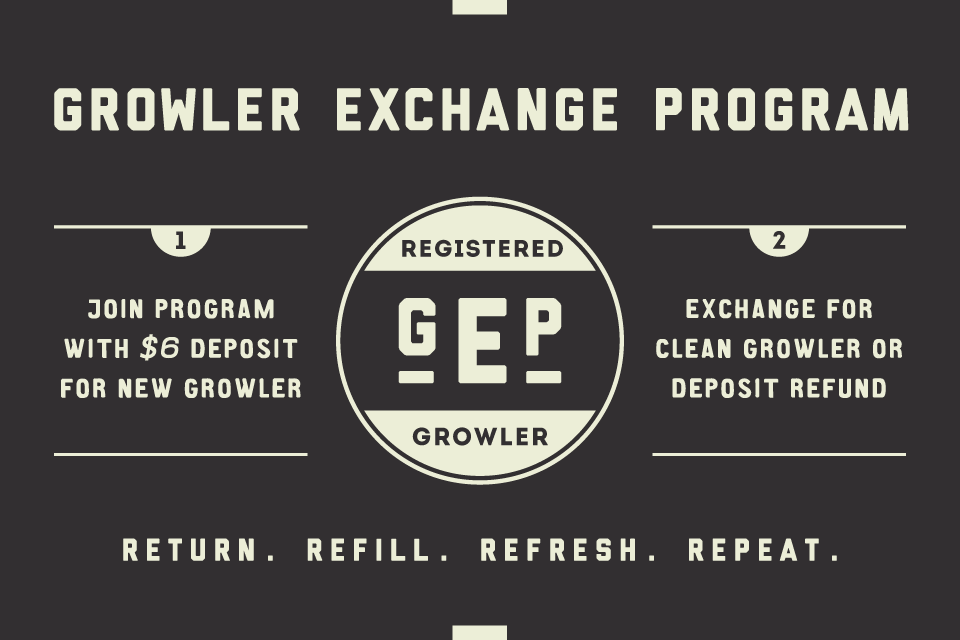 GROWLER EXCHANGE PROGRAM
1
JOIN PROGRAM
WITH $6 DEPOSIT
FOR NEW GROWLER
REGISTERED
GEP
GROWLER
2
EXCHANGE FOR
CLEAN GROWLER OR
DEPOSIT REFUND
RETURN. REFILL. REFRESH. REPEAT.